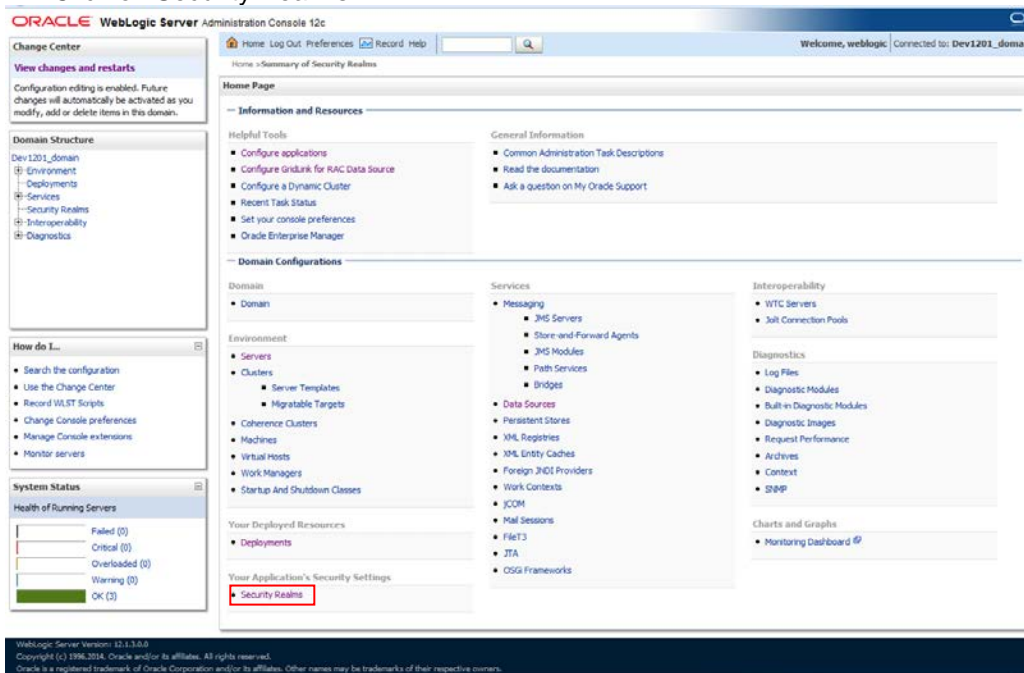 ORACLE WebLogic Server Administration Console 12c
Change Center
View changes and restarts
Configuration editing is enabled. Future
changes will automatically be activated as you
modify, add or delete items in this domain.
Domain Structure
Dev1201_domain
Environment
Deployments
Services
Security Realms
Interoperability
Diagnostics
How do I...
Search the configuration
Use the Change Center
Record WLST Scripts
Change Console preferences
Manage Console extensions
Monitor servers
System Status
Health of Running Servers
Failed (0)
Critical (0)
Overloaded (0)
Warning (0)
OK (3)
Home Log Out Preferences Record Help
Welcome, weblogic Connected to: Dev1201_doma
Home >Summary of Security Realms
Home Page
Information and Resources
Helpful Tools
Configure applications
Configure GridLink for RAC Data Source
Configure a Dynamic Cluster
Recent Task Status
Set your console preferences
Oracle Enterprise Manager
General Information
Common Administration Task Descriptions
Read the documentation
Ask a question on My Oracle Support
Domain Configurations
Domain
Domain
Environment
Servers
Clusters
Server Templates
Migratable Targets
Coherence Clusters
Machines
Virtual Hosts
Work Managers
Startup And Shutdown Classes
Your Deployed Resources
Deployments
Your Application's Security Settings
Security Realms
Services
Messaging
JMS Servers
Store-and-Forward Agents
JMS Modules
Path Services
Bridges
Data Sources
Persistent Stores
XML Registries
XML Entity Caches
Foreign JNDI Providers
Work Contexts
jCOM
Mail Sessions
FileT3
JTA
OSGi Frameworks
Interoperability
WTC Servers
Jolt Connection Pools
Diagnostics
Log Files
Diagnostic Modules
Built-in Diagnostic Modules
Diagnostic Images
Request Performance
Archives
Context
SNMP
Charts and Graphs
Monitoring Dashboard
WebLogic Server Version: 12.1.3.0.0
Copyright (c) 1996,2014, Oracle and/or its affiliates. All rights reserved.
Oracle is a registered trademark of Oracle Corporation and/or its affiliates. Other names may be trademarks of their respective owners.